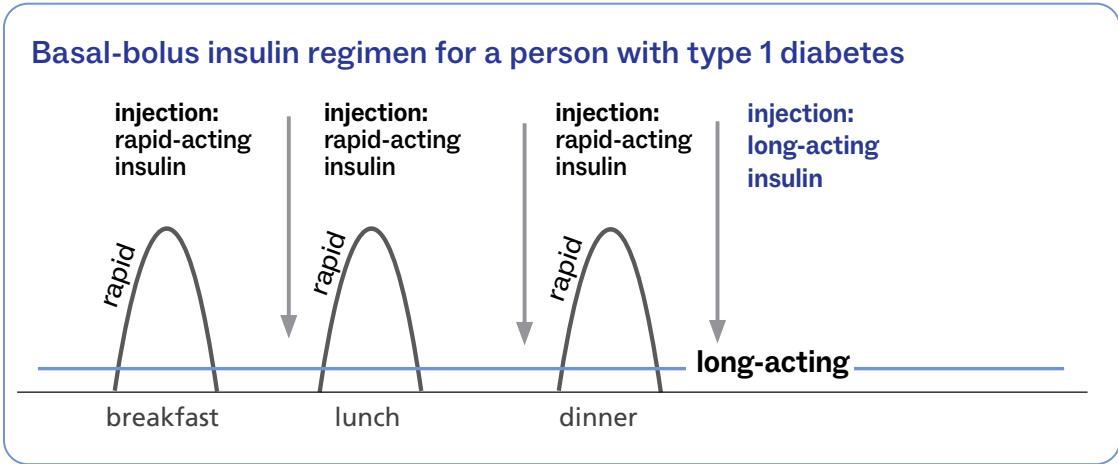 Basal-bolus insulin regimen for a person with type 1 diabetes
injection:
rapid-acting
insulin
injection:
rapid-acting
insulin
injection:
rapid-acting
insulin
injection:
long-acting
insulin
rapid
rapid
rapid
long-acting
breakfast
lunch
dinner